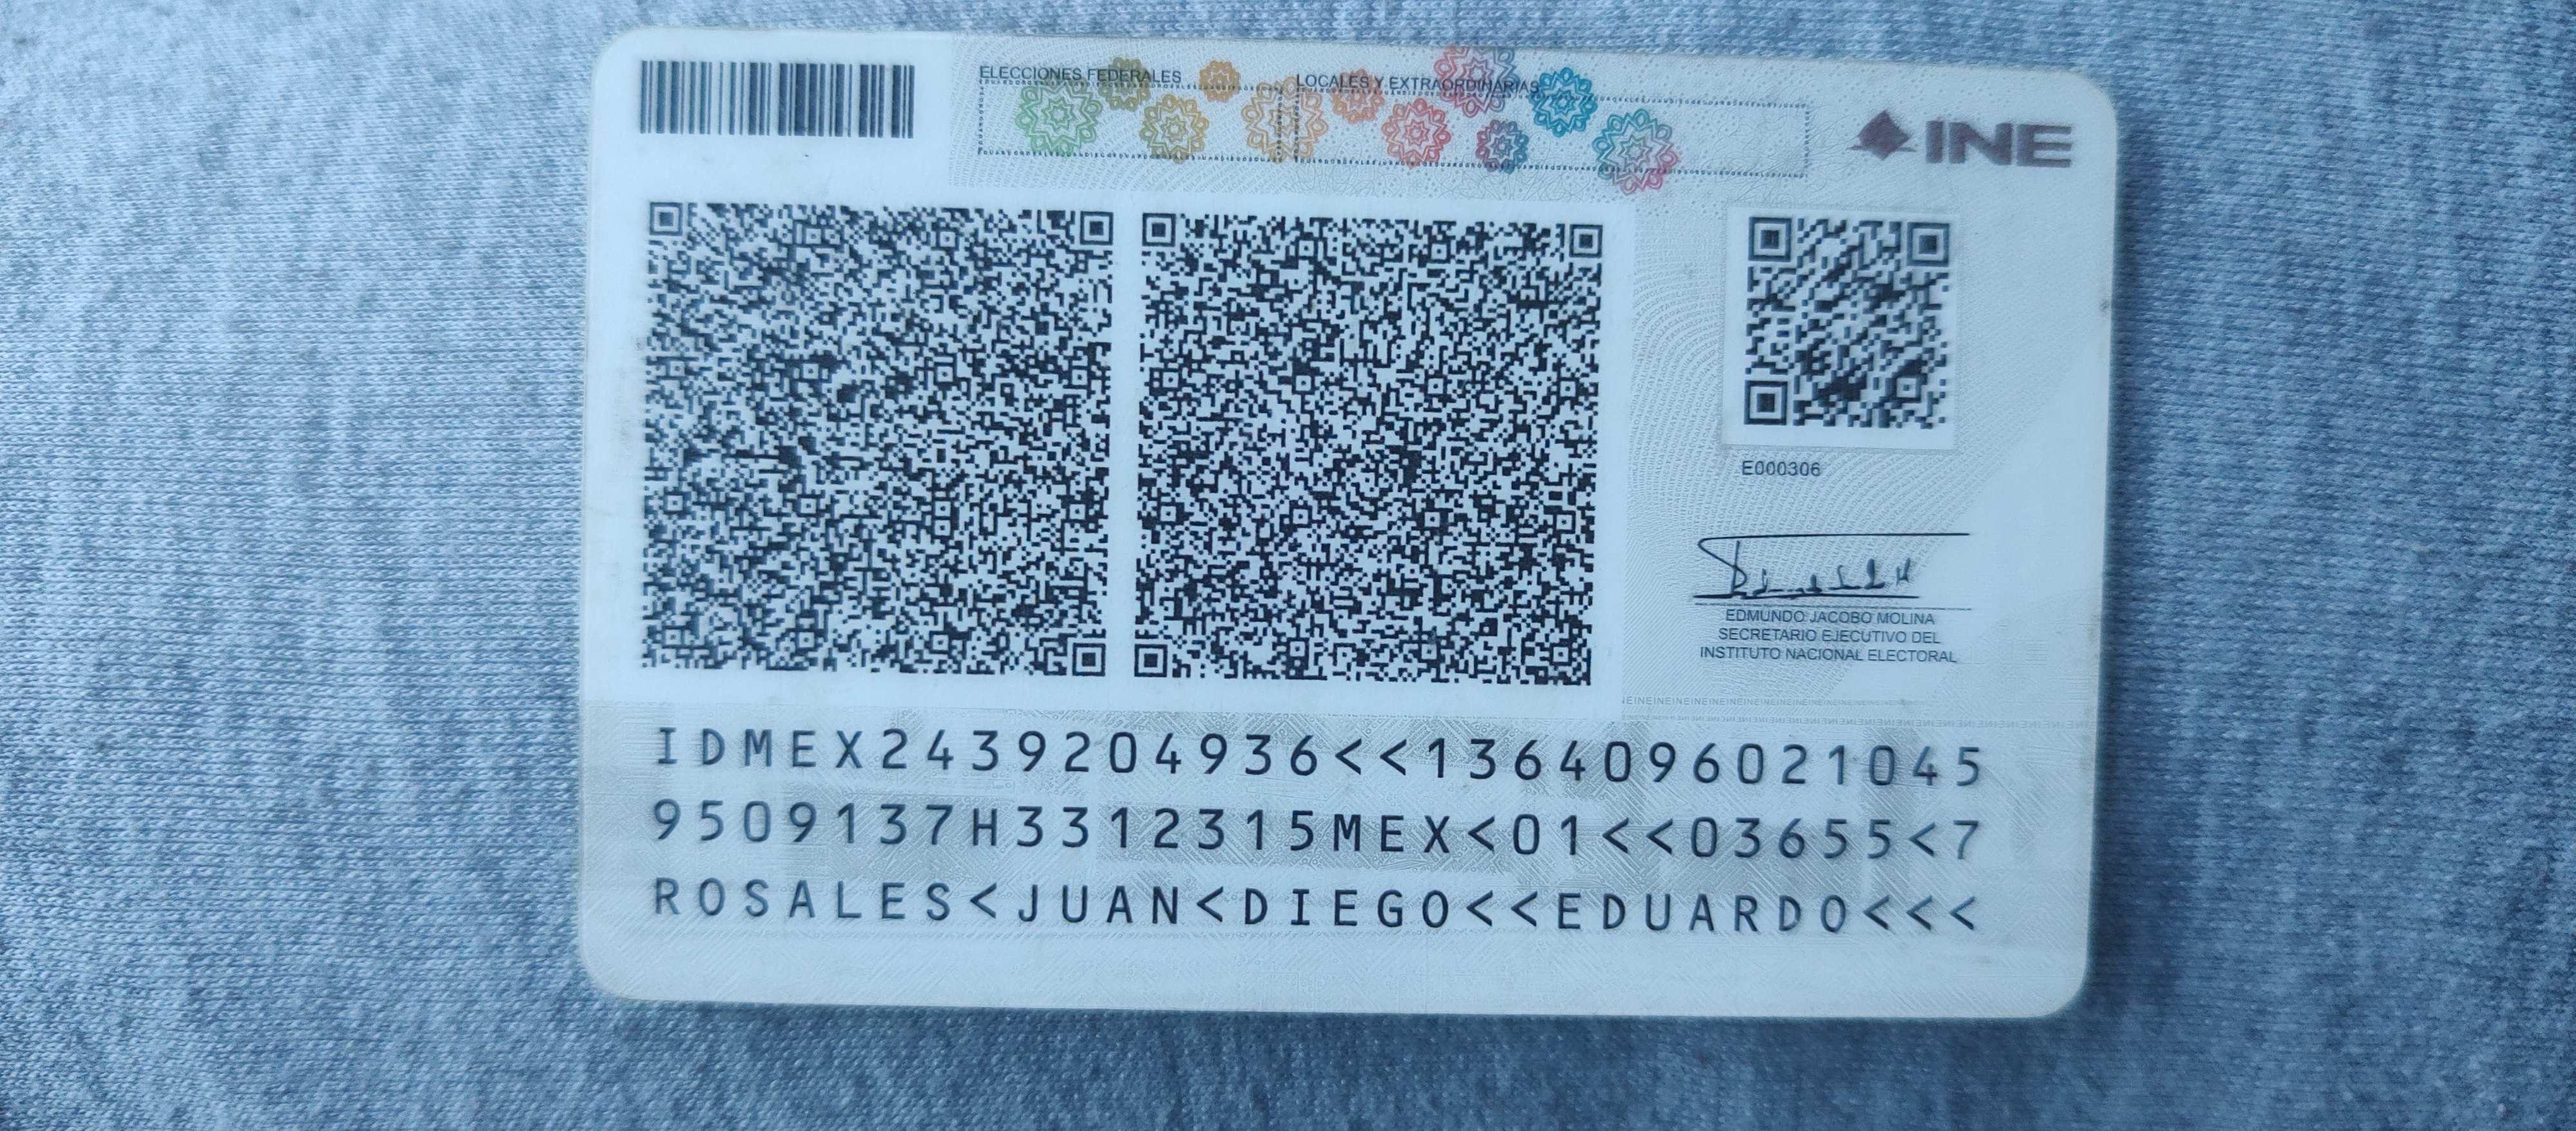 ELECCIONES FEDERALES
LOCALES Y EXTRAORDINARIAS
INE
E000306
EDMUNDO JACOBO MOLINA
SECRETARIO EJECUTIVO DEL
INSTITUTO NACIONAL ELECTORAL
IDMEX2439204936<<1364096021045
9509137H3312315MEX<01<<03655<7
ROSALES<JUAN<DIEGO<<EDUARDO<<<